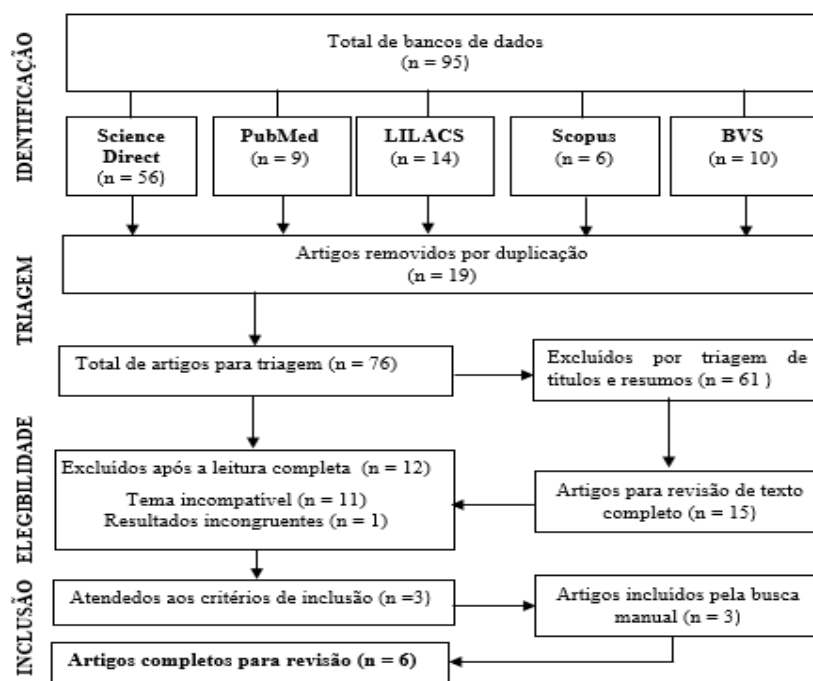 IDENTIFICAÇÃO
Total de bancos de dados
(n = 95)
Science
Direct
(n = 56)
PubMed
(n = 9)
LILACS
(n = 14)
Scopus
(n = 6)
BVS
(n = 10)
TRIAGEM
Artigos removidos por duplicação
(n = 19)
Total de artigos para triagem (n = 76)
Excluídos por triagem de
títulos e resumos (n = 61 )
ELEGIBILIDADE
Excluídos após a leitura completa (n = 12)
Tema incompatível (n = 11)
Resultados incongruentes (n = 1)
Artigos para revisão de texto
completo (n = 15)
INCLUSÃO
Atendedos aos critérios de inclusão (n =3)
Artigos incluídos pela busca
manual (n = 3)
Artigos completos para revisão (n = 6)